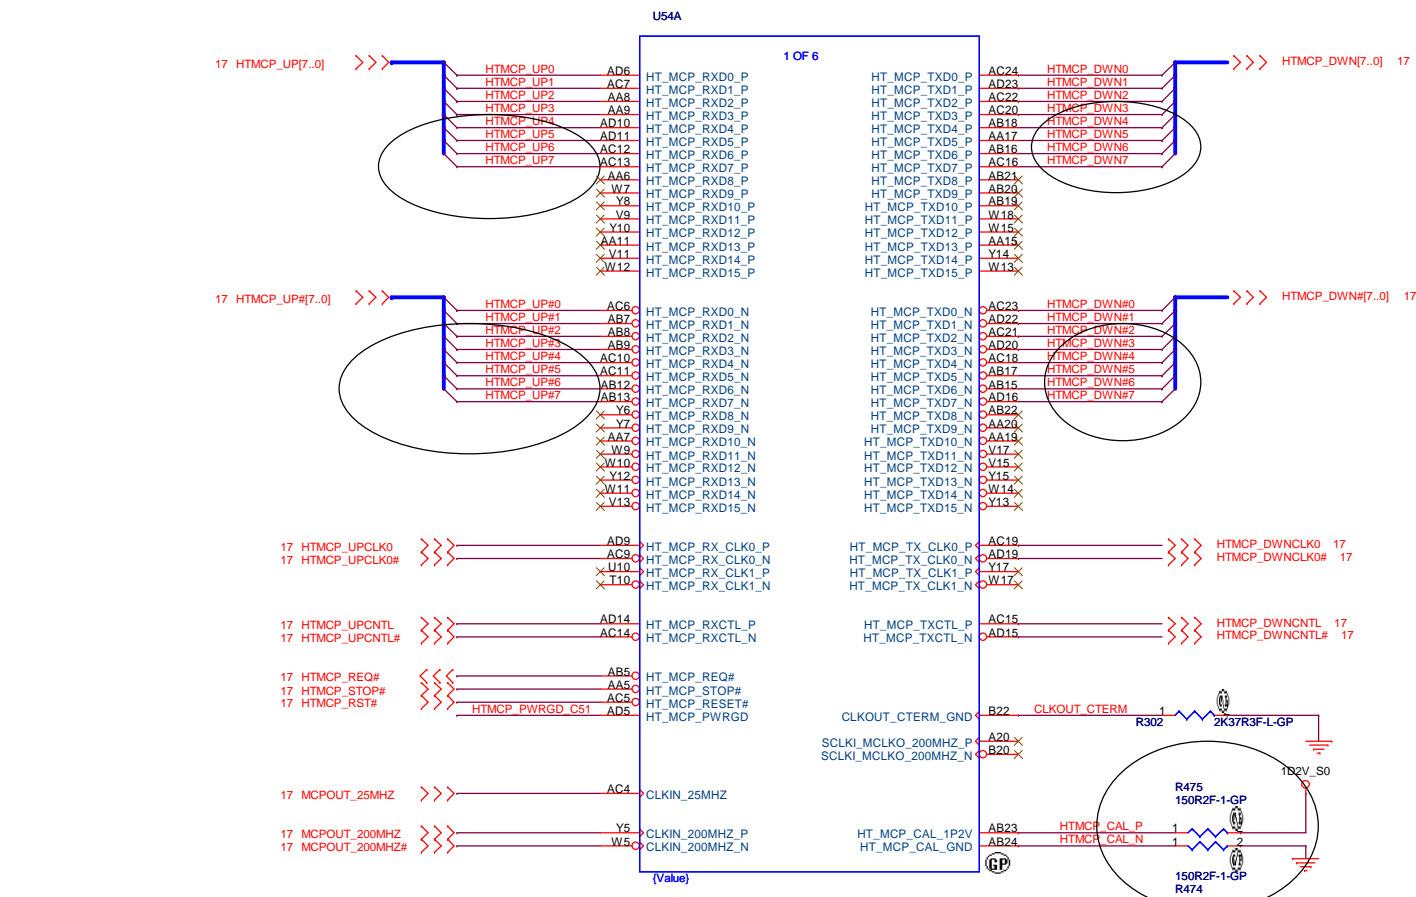 U54A
1 OF 6
17 HTMCP_UP[7..0]
HTMCP_UP0 AD6 HT_MCP_RXD0_P
HTMCP_UP1 AC7 HT_MCP_RXD1_P
HTMCP_UP2 AA8 HT_MCP_RXD2_P
HTMCP_UP3 AA9 HT_MCP_RXD3_P
HTMCP_UP4 AD10 HT_MCP_RXD4_P
HTMCP_UP5 AD11 HT_MCP_RXD5_P
HTMCP_UP6 AC12 HT_MCP_RXD6_P
HTMCP_UP7 AC13 HT_MCP_RXD7_P
AA6 HT_MCP_RXD8_P
W7 HT_MCP_RXD9_P
Y8 HT_MCP_RXD10_P
V9 HT_MCP_RXD11_P
Y10 HT_MCP_RXD12_P
AA11 HT_MCP_RXD13_P
V11 HT_MCP_RXD14_P
W12 HT_MCP_RXD15_P
17 HTMCP_UP#[7..0]
HTMCP_UP#0 AC6 HT_MCP_RXD0_N
HTMCP_UP#1 AB7 HT_MCP_RXD1_N
HTMCP_UP#2 AB8 HT_MCP_RXD2_N
HTMCP_UP#3 AB9 HT_MCP_RXD3_N
HTMCP_UP#4 AC10 HT_MCP_RXD4_N
HTMCP_UP#5 AC11 HT_MCP_RXD5_N
HTMCP_UP#6 AB12 HT_MCP_RXD6_N
HTMCP_UP#7 AB13 HT_MCP_RXD7_N
Y6 HT_MCP_RXD8_N
Y7 HT_MCP_RXD9_N
AA7 HT_MCP_RXD10_N
W9 HT_MCP_RXD11_N
W10 HT_MCP_RXD12_N
Y12 HT_MCP_RXD13_N
W11 HT_MCP_RXD14_N
V13 HT_MCP_RXD15_N
17 HTMCP_UPCLK0 AD9 HT_MCP_RX_CLK0_P
17 HTMCP_UPCLK0# AC9 HT_MCP_RX_CLK0_N
U10 HT_MCP_RX_CLK1_P
T10 HT_MCP_RX_CLK1_N
17 HTMCP_UPCNTL AD14 HT_MCP_RXCTL_P
17 HTMCP_UPCNTL# AC14 HT_MCP_RXCTL_N
17 HTMCP_REQ# AB5 HT_MCP_REQ#
17 HTMCP_STOP# AA5 HT_MCP_STOP#
17 HTMCP_RST# AC5 HT_MCP_RESET#
HTMCP_PWRGD_C51 AD5 HT_MCP_PWRGD
17 MCPOUT_25MHZ AC4 CLKIN_25MHZ
17 MCPOUT_200MHZ Y5 CLKIN_200MHZ_P
17 MCPOUT_200MHZ# W5 CLKIN_200MHZ_N
HTMCP_DWN[7..0] 17
HT_MCP_TXD0_P AC24 HTMCP_DWN0
HT_MCP_TXD1_P AD23 HTMCP_DWN1
HT_MCP_TXD2_P AC22 HTMCP_DWN2
HT_MCP_TXD3_P AC20 HTMCP_DWN3
HT_MCP_TXD4_P AB18 HTMCP_DWN4
HT_MCP_TXD5_P AA17 HTMCP_DWN5
HT_MCP_TXD6_P AB16 HTMCP_DWN6
HT_MCP_TXD7_P AC16 HTMCP_DWN7
HT_MCP_TXD8_P AB21
HT_MCP_TXD9_P AB20
HT_MCP_TXD10_P AB19
HT_MCP_TXD11_P W18
HT_MCP_TXD12_P W15
HT_MCP_TXD13_P AA15
HT_MCP_TXD14_P Y14
HT_MCP_TXD15_P W13
HTMCP_DWN#[7..0] 17
HT_MCP_TXD0_N AC23 HTMCP_DWN#0
HT_MCP_TXD1_N AD22 HTMCP_DWN#1
HT_MCP_TXD2_N AC21 HTMCP_DWN#2
HT_MCP_TXD3_N AD20 HTMCP_DWN#3
HT_MCP_TXD4_N AC18 HTMCP_DWN#4
HT_MCP_TXD5_N AB17 HTMCP_DWN#5
HT_MCP_TXD6_N AB15 HTMCP_DWN#6
HT_MCP_TXD7_N AD16 HTMCP_DWN#7
HT_MCP_TXD8_N AB22
HT_MCP_TXD9_N AA20
HT_MCP_TXD10_N AA19
HT_MCP_TXD11_N V17
HT_MCP_TXD12_N V15
HT_MCP_TXD13_N Y15
HT_MCP_TXD14_N W14
HT_MCP_TXD15_N Y13
HT_MCP_TX_CLK0_P AC19 HTMCP_DWNCLK0 17
HT_MCP_TX_CLK0_N AD19 HTMCP_DWNCLK0# 17
HT_MCP_TX_CLK1_P Y17
HT_MCP_TX_CLK1_N W17
HT_MCP_TXCTL_P AC15 HTMCP_DWNCNTL 17
HT_MCP_TXCTL_N AD15 HTMCP_DWNCNTL# 17
CLKOUT_CTERM_GND B22 CLKOUT_CTERM 1
R302 2K37R3F-L-GP
SCLKI_MCLKO_200MHZ_P A20
SCLKI_MCLKO_200MHZ_N B20
1D2V_S0
R475
150R2F-1-GP
HT_MCP_CAL_1P2V AB23 HTMCP_CAL_P 1
HT_MCP_CAL_GND AB24 HTMCP_CAL_N 1 2
GP
150R2F-1-GP
R474
{Value}